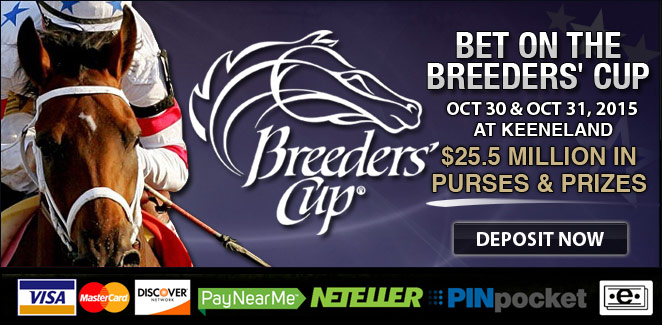 BET ON THE
BREEDERS' CUP
OCT 30 & OCT 31, 2015
AT KEENELAND
$25.5 MILLION IN
PURSES & PRIZES
Breeders'
Cup®
DEPOSIT NOW
VISA MasterCard DISCOVER NETWORK PayNearMe™ NETELLER PINpocket e